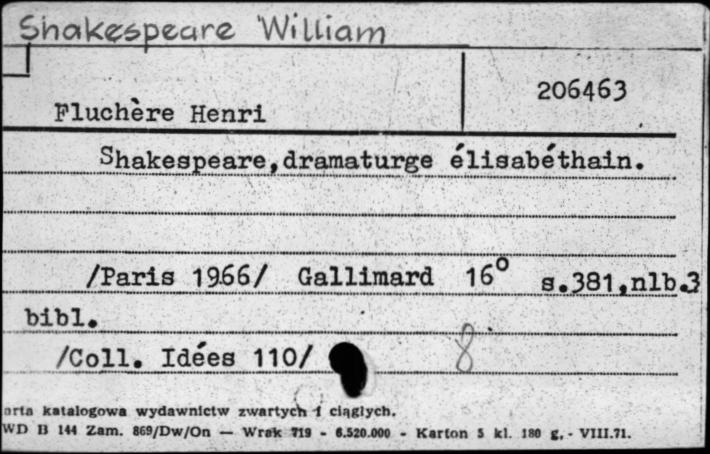 Shakespeare William
206463
Fluchère Henri
Shakespeare,dramaturge élisabéthain.
/Paris 1966/ Gallimard 16° s.381,nlb.3
bibl.
/Coll. Idées 110/ 8
arta katalogowa wydawnictw zwartych i ciągłych.
WD B 144 Zam. 869/Dw/On — Wrak 719 - 6.520.000 - Karton 5 kl. 180 g. - VIII.71.